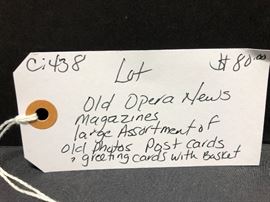 Ci438 Lot $80.00
Old Opera News
Magazines
large Assortment of
old Photos Post cards
& greeting cards with Basket